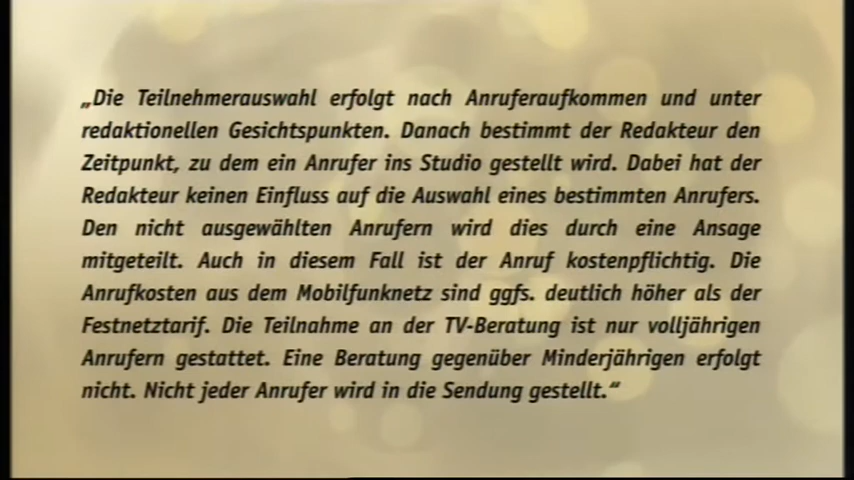 „Die Teilnehmerauswahl erfolgt nach Anruferaufkommen und unter
redaktionellen Gesichtspunkten. Danach bestimmt der Redakteur den
Zeitpunkt, zu dem ein Anrufer ins Studio gestellt wird. Dabei hat der
Redakteur keinen Einfluss auf die Auswahl eines bestimmten Anrufers.
Den nicht ausgewählten Anrufern wird dies durch eine Ansage
mitgeteilt. Auch in diesem Fall ist der Anruf kostenpflichtig. Die
Anrufkosten aus dem Mobilfunknetz sind ggfs. deutlich höher als der
Festnetztarif. Die Teilnahme an der TV-Beratung ist nur volljährigen
Anrufern gestattet. Eine Beratung gegenüber Minderjährigen erfolgt
nicht. Nicht jeder Anrufer wird in die Sendung gestellt.“